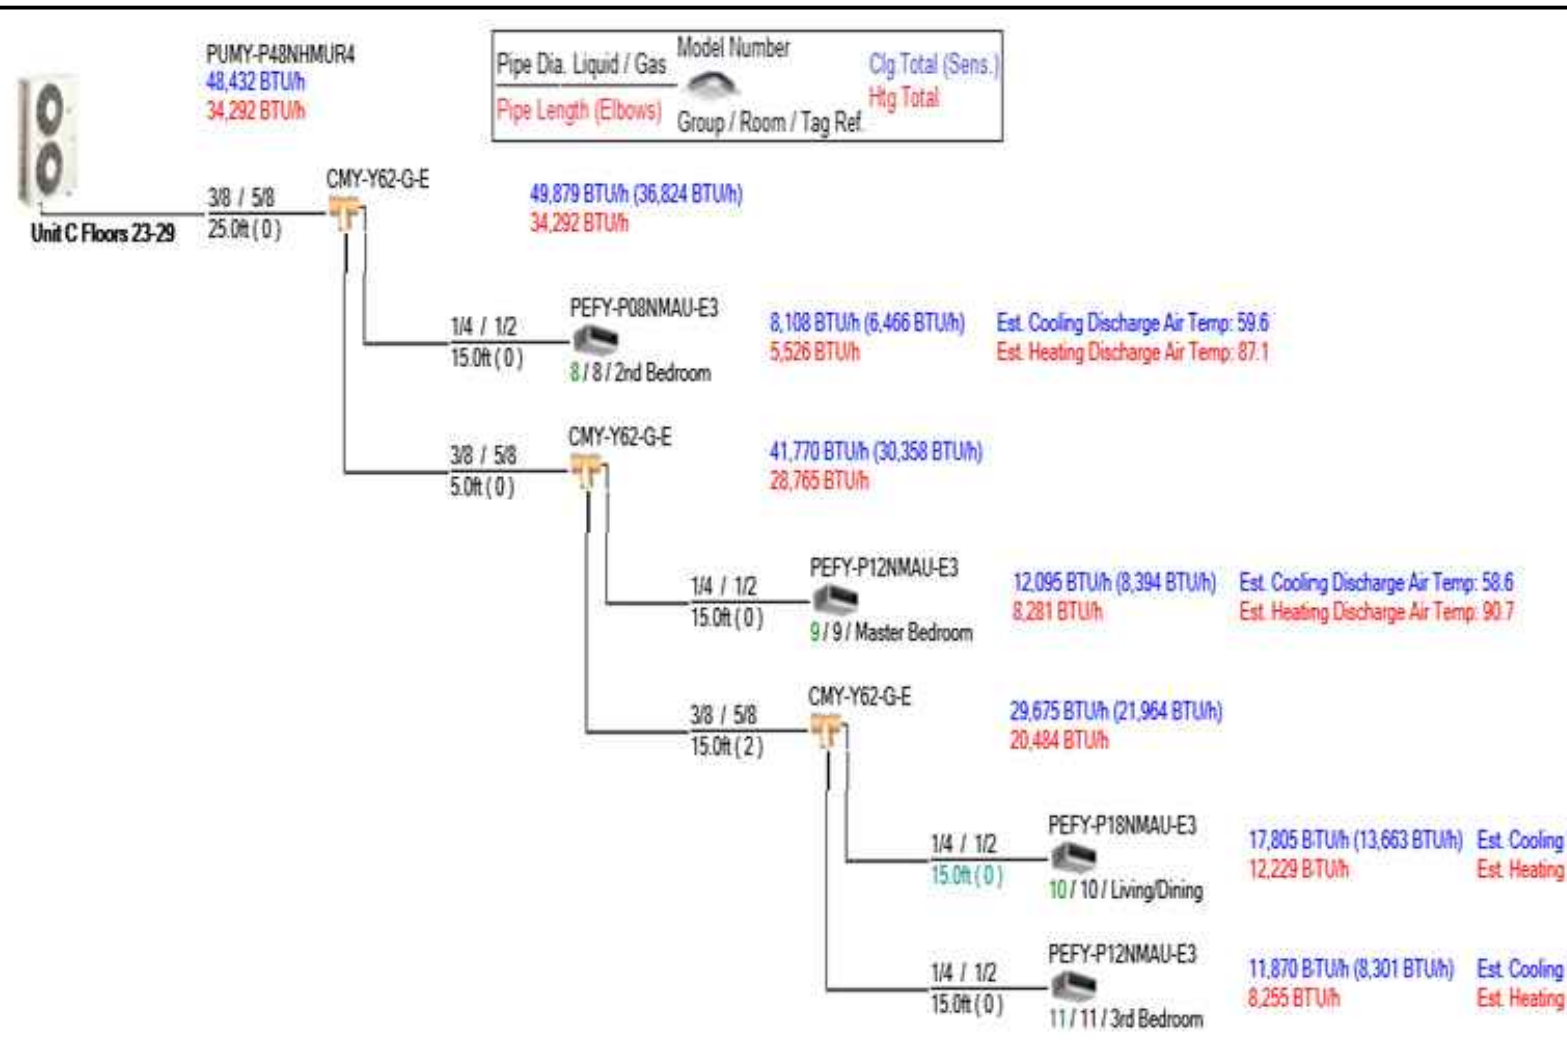 PUMY-P48NHMUR4
48,432 BTU/h
34,292 BTU/h
Pipe Dia. Liquid / Gas
Pipe Length (Elbows)
Model Number
Group / Room / Tag Ref.
Clg Total (Sens.)
Htg Total
Unit C Floors 23-29
3/8 / 5/8
25.0ft ( 0 )
CMY-Y62-G-E
49,879 BTU/h (36,824 BTU/h)
34,292 BTU/h
1/4 / 1/2
15.0ft ( 0 )
PEFY-P08NMAU-E3
8 / 8 / 2nd Bedroom
8,108 BTU/h (6,466 BTU/h)
5,526 BTU/h
Est. Cooling Discharge Air Temp: 59.6
Est. Heating Discharge Air Temp: 87.1
3/8 / 5/8
5.0ft ( 0 )
CMY-Y62-G-E
41,770 BTU/h (30,358 BTU/h)
28,765 BTU/h
1/4 / 1/2
15.0ft ( 0 )
PEFY-P12NMAU-E3
9 / 9 / Master Bedroom
12,095 BTU/h (8,394 BTU/h)
8,281 BTU/h
Est. Cooling Discharge Air Temp: 58.6
Est. Heating Discharge Air Temp: 90.7
3/8 / 5/8
15.0ft ( 2 )
CMY-Y62-G-E
29,675 BTU/h (21,964 BTU/h)
20,484 BTU/h
1/4 / 1/2
15.0ft ( 0 )
PEFY-P18NMAU-E3
10 / 10 / Living/Dining
17,805 BTU/h (13,663 BTU/h)
12,229 BTU/h
Est. Cooling
Est. Heating
1/4 / 1/2
15.0ft ( 0 )
PEFY-P12NMAU-E3
11 / 11 / 3rd Bedroom
11,870 BTU/h (8,301 BTU/h)
8,255 BTU/h
Est. Cooling
Est. Heating